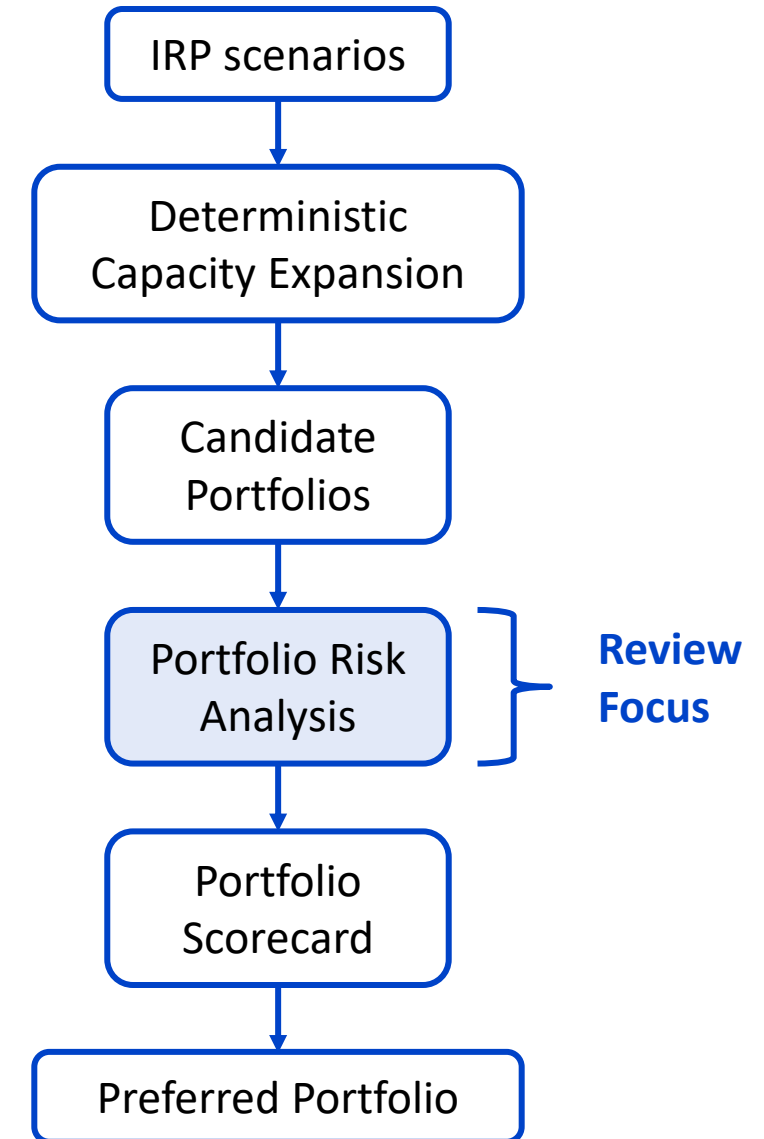 IRP scenarios
Deterministic
Capacity Expansion
Candidate
Portfolios
Portfolio Risk
Analysis
Review
Focus
Portfolio
Scorecard
Preferred Portfolio